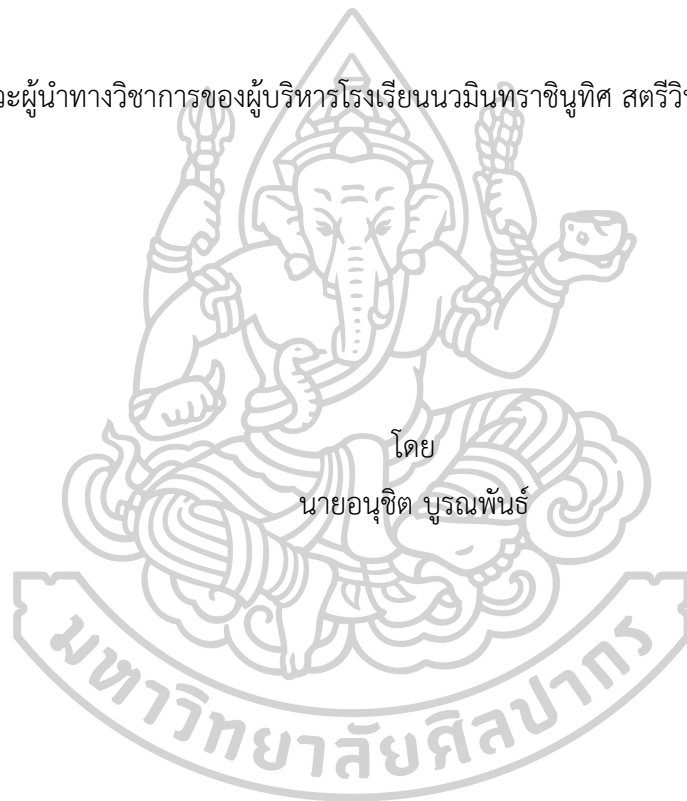 วะผู้นำทางวิชาการของผู้บริหารโรงเรียนนวมินทราชินูทิศ สตรีวิ
โดย
นายอนุชิต บูรณพันธ์
มหาวิทยาลัยศิลปากร